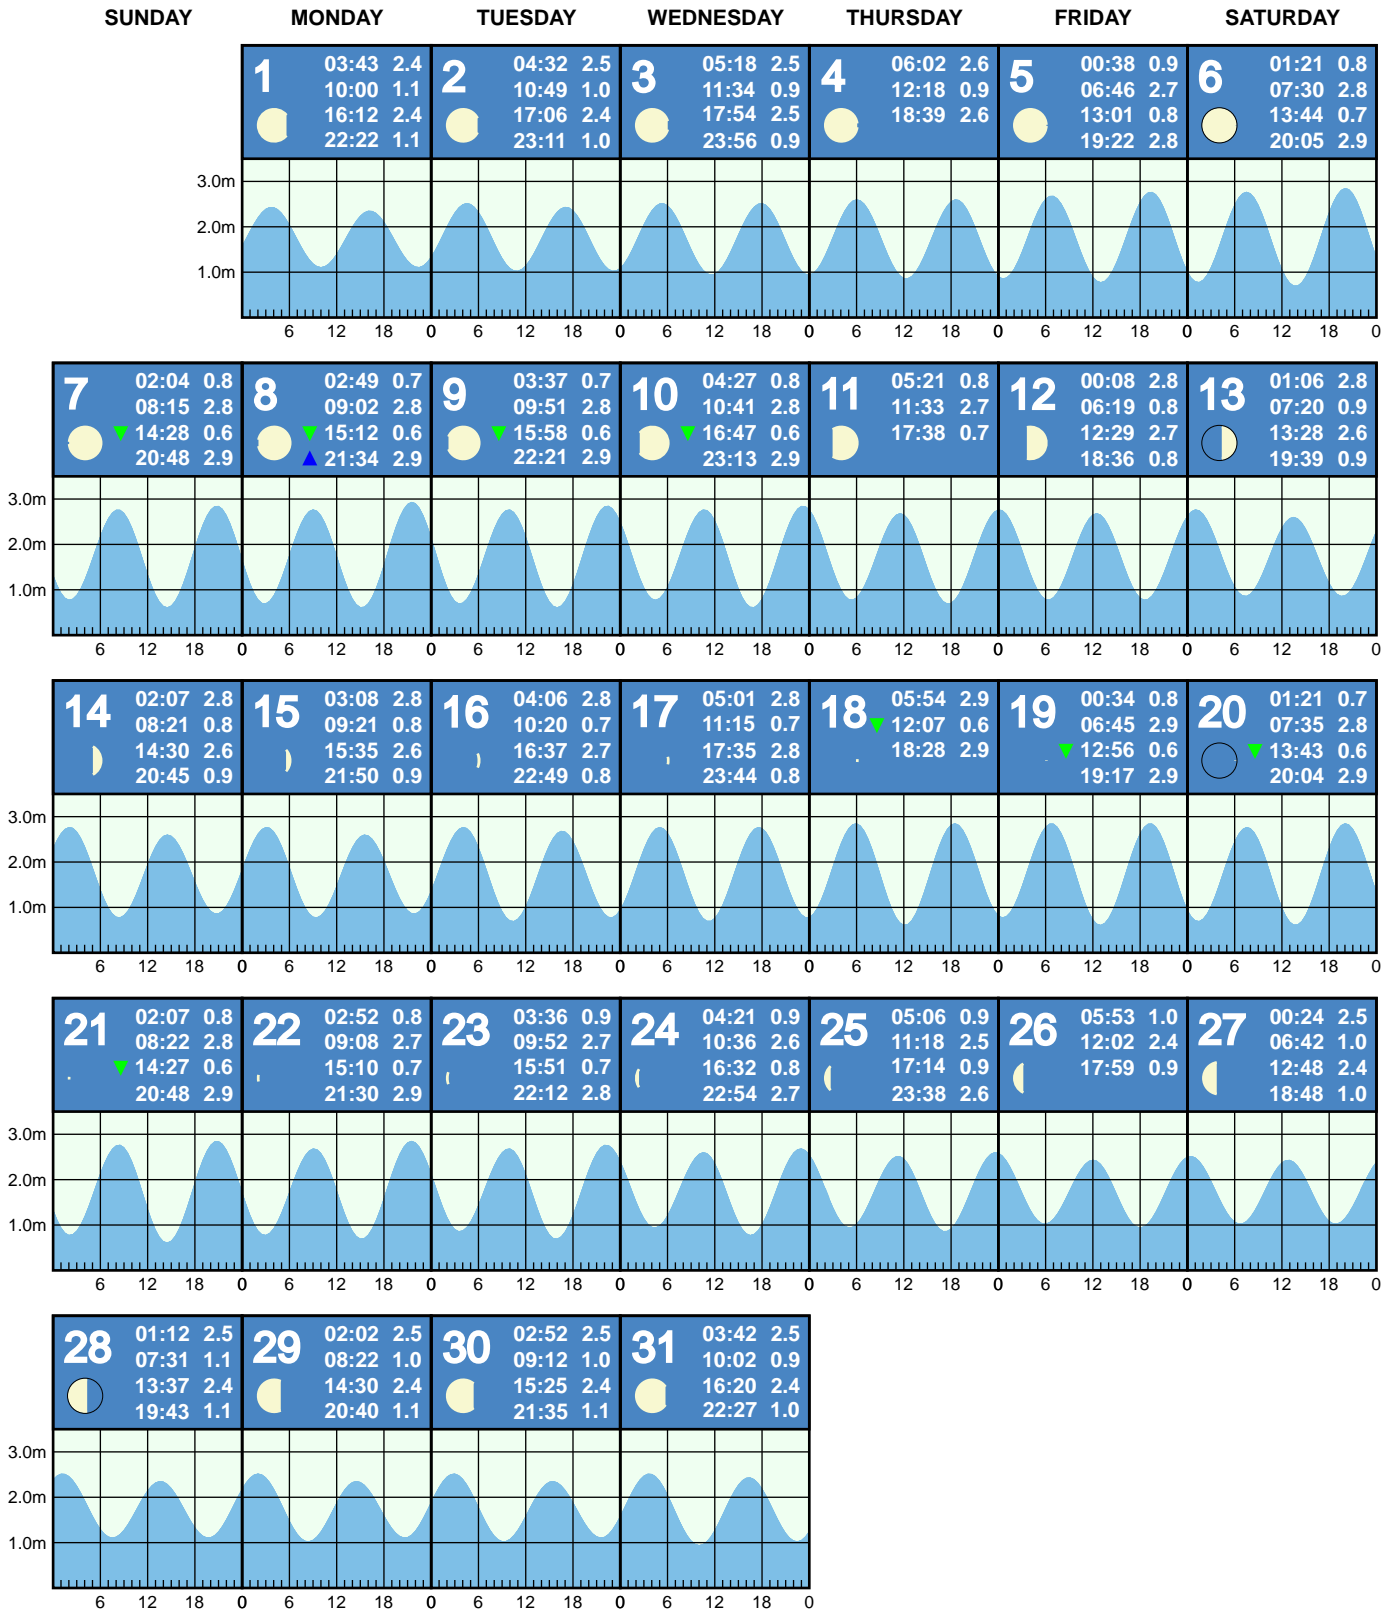 SUNDAY MONDAY TUESDAY WEDNESDAY THURSDAY FRIDAY SATURDAY
1 03:43 2.4 10:00 1.1 16:12 2.4 22:22 1.1
2 04:32 2.5 10:49 1.0 17:06 2.4 23:11 1.0
3 05:18 2.5 11:34 0.9 17:54 2.5 23:56 0.9
4 06:02 2.6 12:18 0.9 18:39 2.6
5 00:38 0.9 06:46 2.7 13:01 0.8 19:22 2.8
6 01:21 0.8 07:30 2.8 13:44 0.7 20:05 2.9
3.0m
2.0m
1.0m
6 12 18 0 6 12 18 0 6 12 18 0 6 12 18 0 6 12 18 0 6 12 18 0
7 02:04 0.8 08:15 2.8 14:28 0.6 20:48 2.9
8 02:49 0.7 09:02 2.8 15:12 0.6 21:34 2.9
9 03:37 0.7 09:51 2.8 15:58 0.6 22:21 2.9
10 04:27 0.8 10:41 2.8 16:47 0.6 23:13 2.9
11 05:21 0.8 11:33 2.7 17:38 0.7
12 00:08 2.8 06:19 0.8 12:29 2.7 18:36 0.8
13 01:06 2.8 07:20 0.9 13:28 2.6 19:39 0.9
3.0m
2.0m
1.0m
6 12 18 0 6 12 18 0 6 12 18 0 6 12 18 0 6 12 18 0 6 12 18 0 6 12 18 0
14 02:07 2.8 08:21 0.8 14:30 2.6 20:45 0.9
15 03:08 2.8 09:21 0.8 15:35 2.6 21:50 0.9
16 04:06 2.8 10:20 0.7 16:37 2.7 22:49 0.8
17 05:01 2.8 11:15 0.7 17:35 2.8 23:44 0.8
18 05:54 2.9 12:07 0.6 18:28 2.9
19 00:34 0.8 06:45 2.9 12:56 0.6 19:17 2.9
20 01:21 0.7 07:35 2.8 13:43 0.6 20:04 2.9
3.0m
2.0m
1.0m
6 12 18 0 6 12 18 0 6 12 18 0 6 12 18 0 6 12 18 0 6 12 18 0 6 12 18 0
21 02:07 0.8 08:22 2.8 14:27 0.6 20:48 2.9
22 02:52 0.8 09:08 2.7 15:10 0.7 21:30 2.9
23 03:36 0.9 09:52 2.7 15:51 0.7 22:12 2.8
24 04:21 0.9 10:36 2.6 16:32 0.8 22:54 2.7
25 05:06 0.9 11:18 2.5 17:14 0.9 23:38 2.6
26 05:53 1.0 12:02 2.4 17:59 0.9
27 00:24 2.5 06:42 1.0 12:48 2.4 18:48 1.0
3.0m
2.0m
1.0m
6 12 18 0 6 12 18 0 6 12 18 0 6 12 18 0 6 12 18 0 6 12 18 0 6 12 18 0
28 01:12 2.5 07:31 1.1 13:37 2.4 19:43 1.1
29 02:02 2.5 08:22 1.0 14:30 2.4 20:40 1.1
30 02:52 2.5 09:12 1.0 15:25 2.4 21:35 1.1
31 03:42 2.5 10:02 0.9 16:20 2.4 22:27 1.0
3.0m
2.0m
1.0m
6 12 18 0 6 12 18 0 6 12 18 0 6 12 18 0